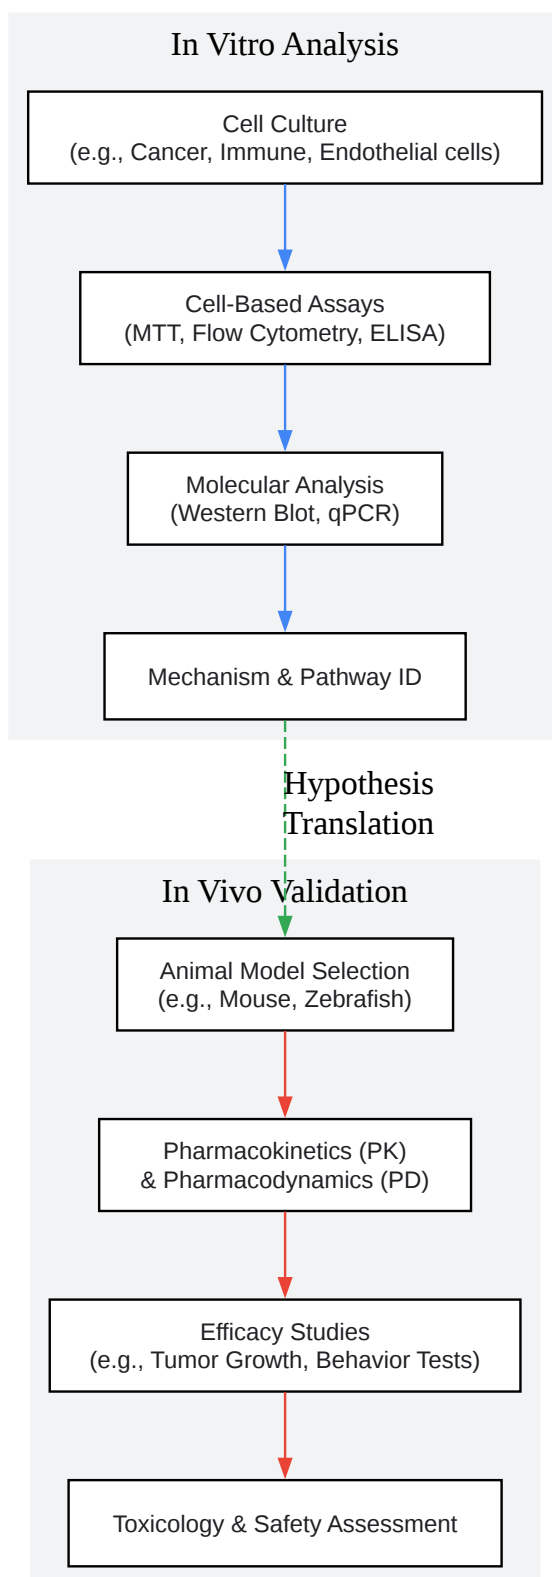 In Vitro Analysis
Cell Culture
(e.g., Cancer, Immune, Endothelial cells)
Cell-Based Assays
(MTT, Flow Cytometry, ELISA)
Molecular Analysis
(Western Blot, qPCR)
Mechanism & Pathway ID
Hypothesis
Translation
In Vivo Validation
Animal Model Selection
(e.g., Mouse, Zebrafish)
Pharmacokinetics (PK)
& Pharmacodynamics (PD)
Efficacy Studies
(e.g., Tumor Growth, Behavior Tests)
Toxicology & Safety Assessment